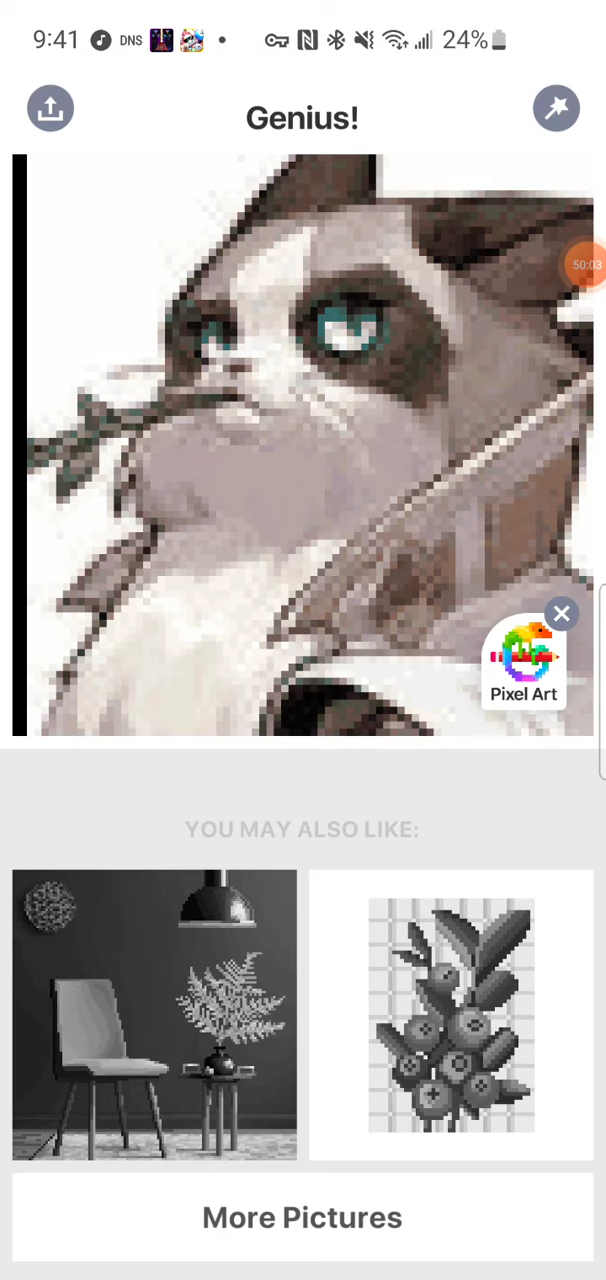 9:41 DNS 24%
Genius!
50:03
Pixel Art
YOU MAY ALSO LIKE:
More Pictures